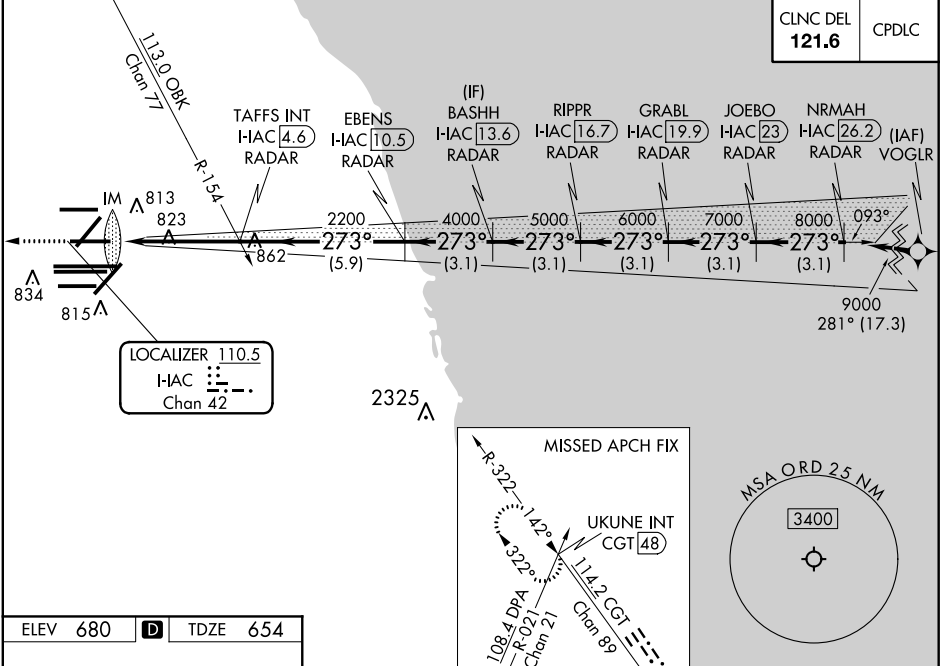 CLNC DEL
121.6
CPDLC
113.0 OBK
Chan 77
R-154
TAFFS INT
I-IAC 4.6
RADAR
EBENS
I-IAC 10.5
RADAR
(IF)
BASHH
I-IAC 13.6
RADAR
RIPPR
I-IAC 16.7
RADAR
GRABL
I-IAC 19.9
RADAR
JOEBO
I-IAC 23
RADAR
NRMAH
I-IAC 26.2
RADAR
(IAF)
VOGLR
IM
813
823
862
834
815
2200
273°
(5.9)
4000
273°
(3.1)
5000
273°
(3.1)
6000
273°
(3.1)
7000
273°
(3.1)
8000
273°
(3.1)
093°
9000
281° (17.3)
LOCALIZER 110.5
I-IAC
Chan 42
2325
MISSED APCH FIX
R-322
142°
322°
UKUNE INT
CGT 48
114.2 CGT
Chan 89
108.4 DPA
R-021
Chan 21
MSA ORD 25 NM
3400
ELEV 680 D TDZE 654